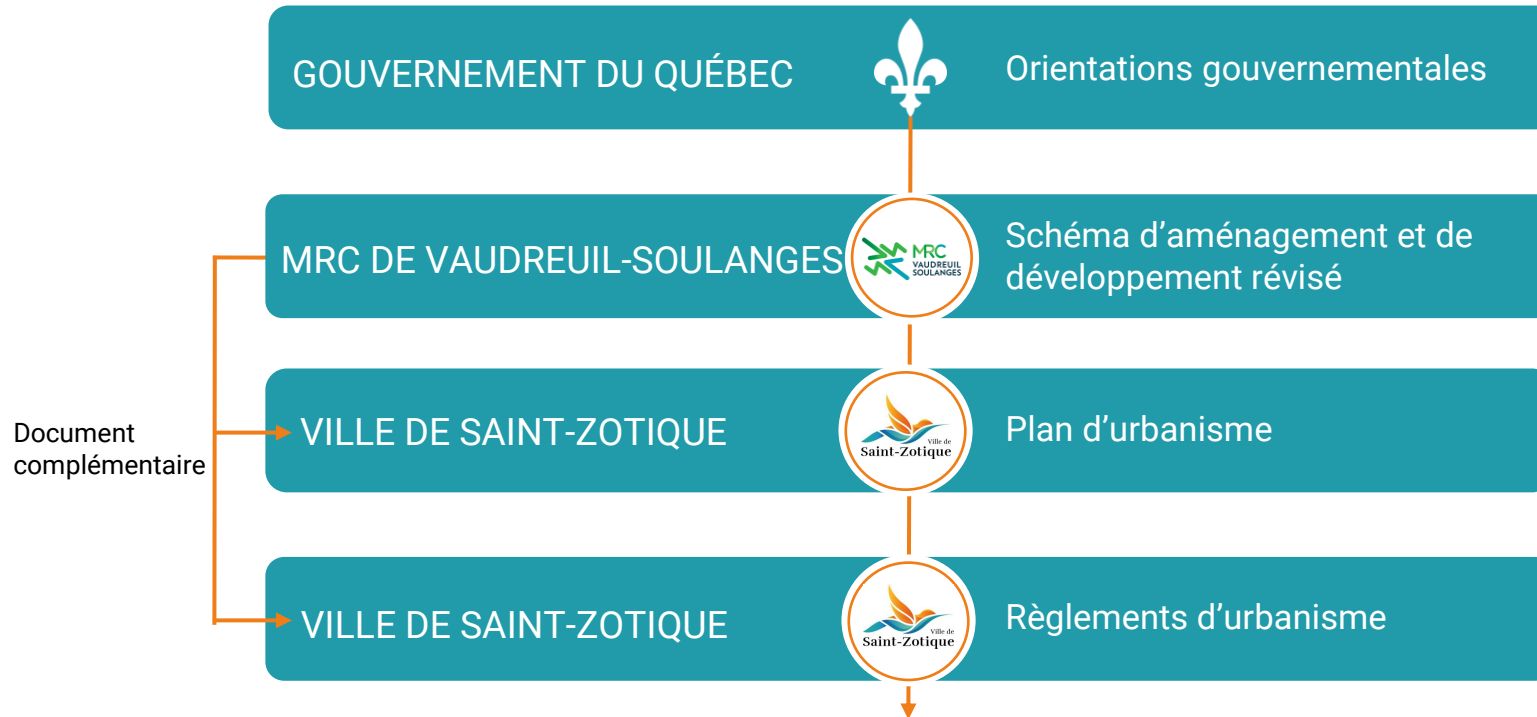 GOUVERNEMENT DU QUÉBEC
Orientations gouvernementales
MRC DE VAUDREUIL-SOULANGES
MRC
VAUDREUIL
SOULANGES
Schéma d’aménagement et de
développement révisé
Document
complémentaire
VILLE DE SAINT-ZOTIQUE
Ville de
Saint-Zotique
Plan d’urbanisme
VILLE DE SAINT-ZOTIQUE
Ville de
Saint-Zotique
Règlements d’urbanisme